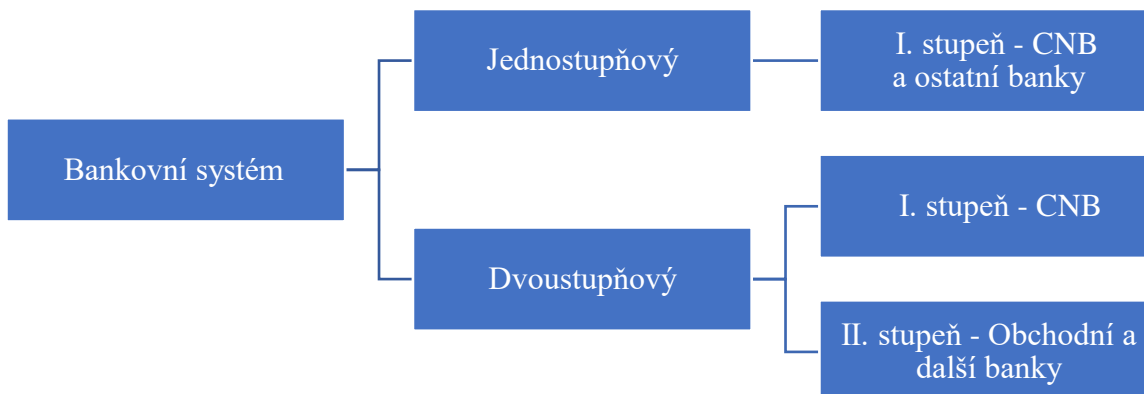 Bankovní systém
Jednostupňový
I. stupeň - CNB
a ostatní banky
Dvoustupňový
I. stupeň - CNB
II. stupeň - Obchodní a
další banky